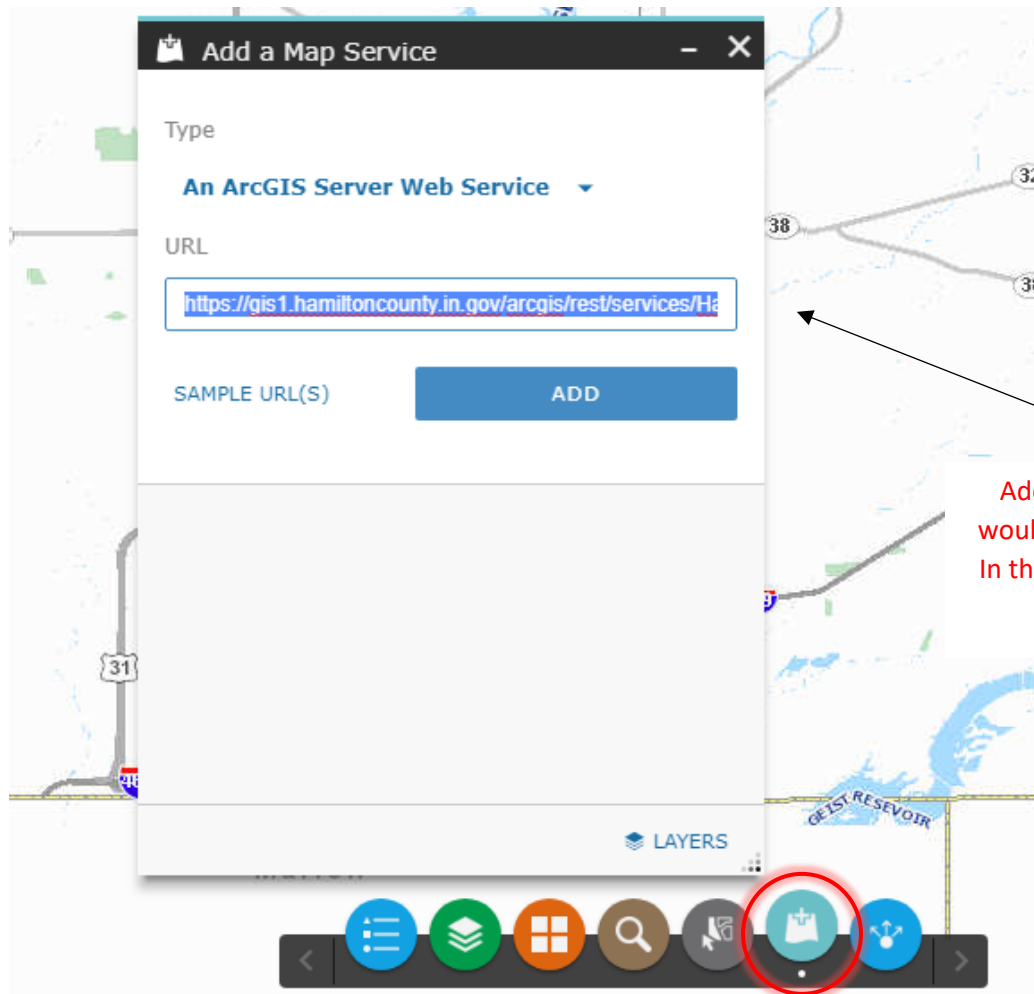 Add a Map Service
Type
An ArcGIS Server Web Service
URL
https://gis1.hamiltoncounty.in.gov/arcgis/rest/services/Ha
SAMPLE URL(S)
ADD
LAYERS
38
31
GEIST RESEVOIR
In